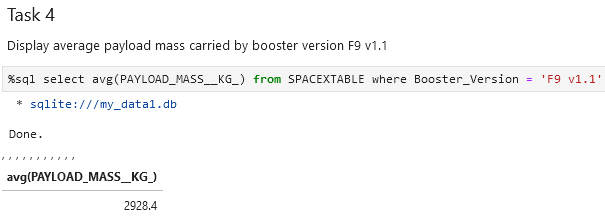 Task 4
Display average payload mass carried by booster version F9 v1.1
%sql select avg(PAYLOAD_MASS__KG_) from SPACEXTABLE where Booster_Version = 'F9 v1.1'
* sqlite:///my_data1.db
Done.
, , , , , , , , , , ,
avg(PAYLOAD_MASS__KG_)
2928.4